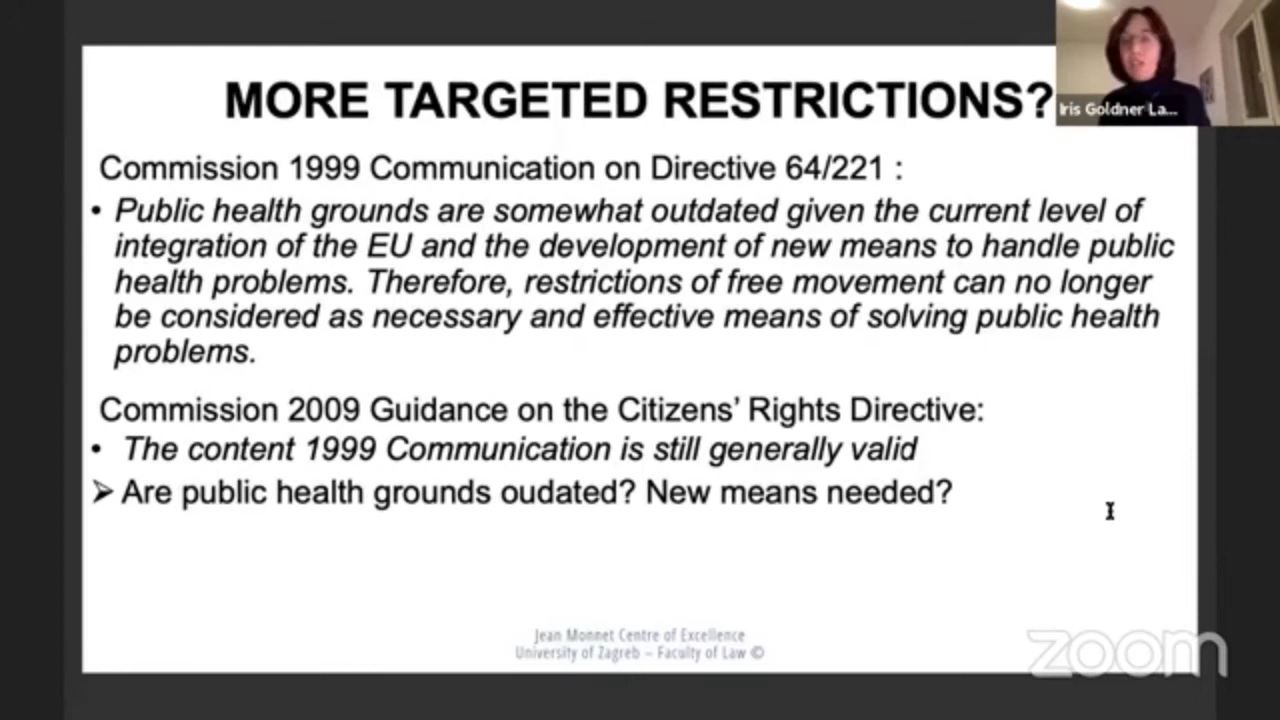 MORE TARGETED RESTRICTIONS?
Iris Goldner La...
Commission 1999 Communication on Directive 64/221 :
• Public health grounds are somewhat outdated given the current level of
integration of the EU and the development of new means to handle public
health problems. Therefore, restrictions of free movement can no longer
be considered as necessary and effective means of solving public health
problems.
Commission 2009 Guidance on the Citizens’ Rights Directive:
• The content 1999 Communication is still generally valid
➢ Are public health grounds oudated? New means needed?
Jean Monnet Centre of Excellence
University of Zagreb – Faculty of Law ©
zoom